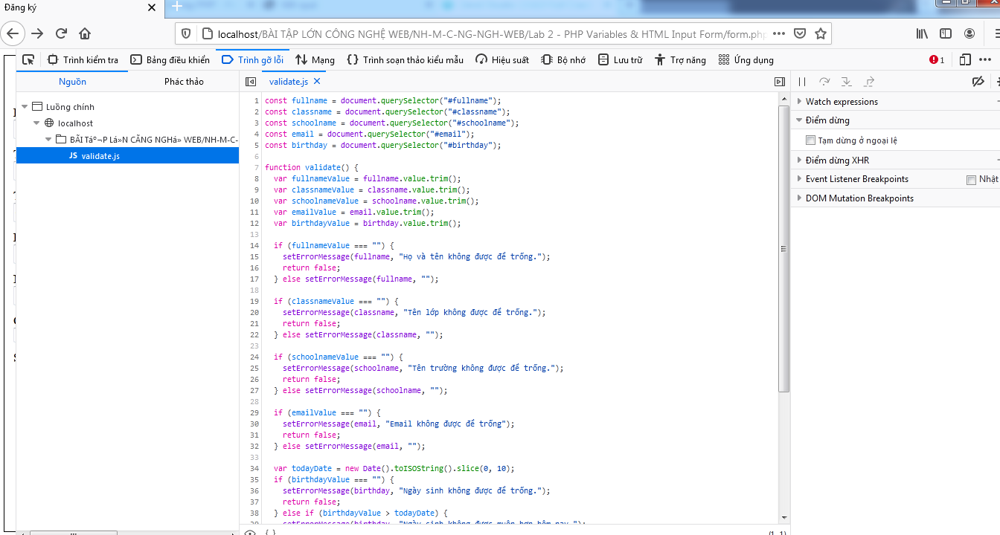 Đăng ký
localhost/BÀI TẬP LỚN CÔNG NGHỆ WEB/NH-M-C-NG-NGH-WEB/Lab 2 - PHP Variables & HTML Input Form/form.php
Trình kiểm tra Bảng điều khiển Trình gỡ lỗi Mạng Trình soạn thảo kiểu mẫu Hiệu suất Bộ nhớ Lưu trữ Trợ năng Ứng dụng 1
Nguồn Phác thảo validate.js
Luồng chính
localhost
WEB/NH-M-C-
JS validate.js
1 const fullname = document.querySelector("#fullname");
2 const classname = document.querySelector("#classname");
3 const schoolname = document.querySelector("#schoolname");
4 const email = document.querySelector("#email");
5 const birthday = document.querySelector("#birthday");
6
7 function validate() {
8 var fullnameValue = fullname.value.trim();
9 var classnameValue = classname.value.trim();
10 var schoolnameValue = schoolname.value.trim();
11 var emailValue = email.value.trim();
12 var birthdayValue = birthday.value.trim();
13
14 if (fullnameValue === "") {
15 setErrorMessage(fullname, "Họ và tên không được để trống.");
16 return false;
17 } else setErrorMessage(fullname, "");
18
19 if (classnameValue === "") {
20 setErrorMessage(classname, "Tên lớp không được để trống.");
21 return false;
22 } else setErrorMessage(classname, "");
23
24 if (schoolnameValue === "") {
25 setErrorMessage(schoolname, "Tên trường không được để trống.");
26 return false;
27 } else setErrorMessage(schoolname, "");
28
29 if (emailValue === "") {
30 setErrorMessage(email, "Email không được để trống");
31 return false;
32 } else setErrorMessage(email, "");
33
34 var todayDate = new Date().toISOString().slice(0, 10);
35 if (birthdayValue === "") {
36 setErrorMessage(birthday, "Ngày sinh không được để trống.");
37 return false;
38 } else if (birthdayValue > todayDate) {
39 setErrorMessage(birthday, "Ngày sinh không được muộn hơn hôm nay.");
{ } (1, 1)
Watch expressions
Điểm dừng
Tạm dừng ở ngoại lệ
Điểm dừng XHR
Event Listener Breakpoints Nhật
DOM Mutation Breakpoints